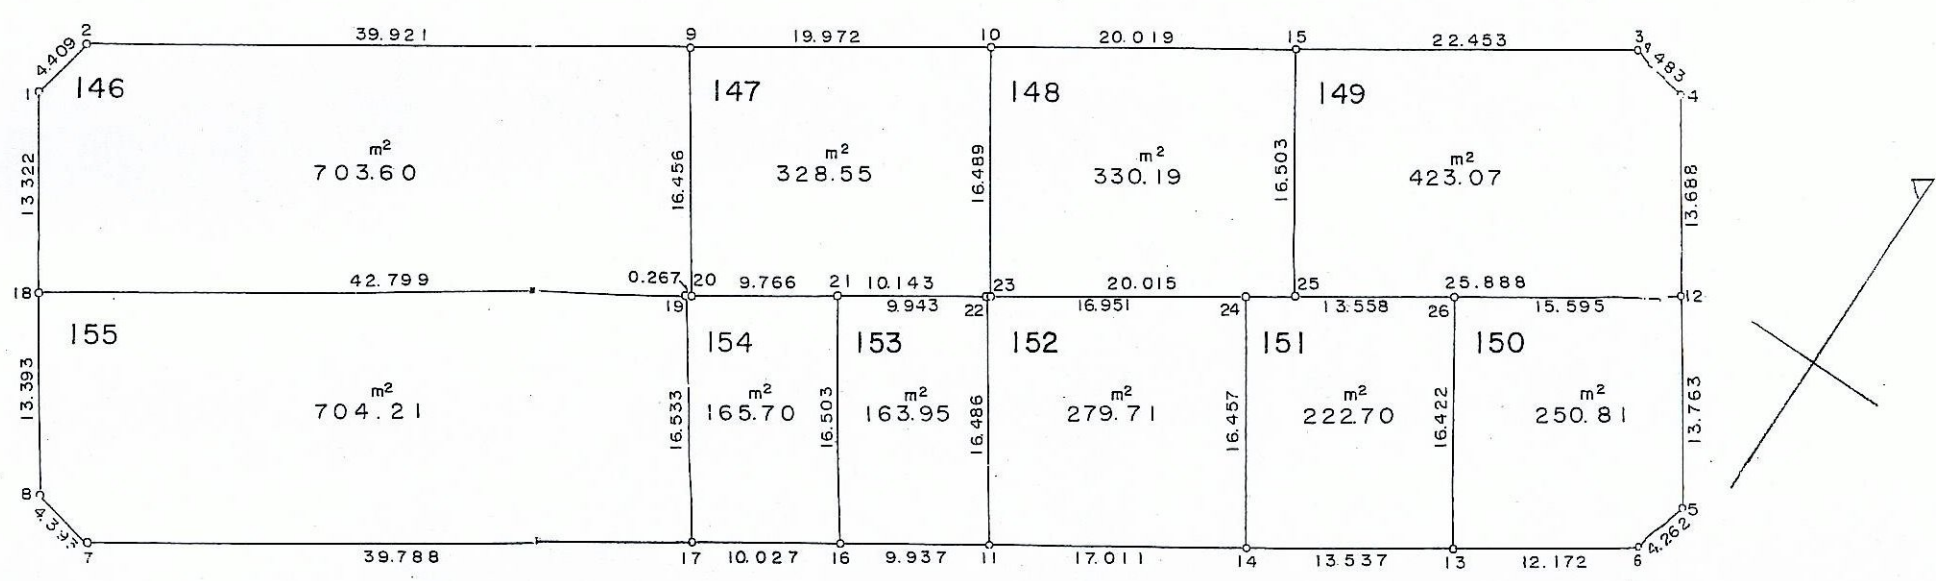 2 39.921 9 19.972 10 20.019 15 22.453 3
4.409 483
1 146 147 148 149 4
m² m² m² m²
703.60 328.55 330.19 423.07
13.322 16.456 16.489 16.503 13.688
42.799 0.267 20 9.766 21 10.143 23 20.015 25 25.888
18 19 9.943 22 16.951 24 13.558 26 15.595 12
155 154 153 152 151 150
m² m² m² m² m² m²
704.21 165.70 163.95 279.71 222.70 250.81
13.393 16.533 16.503 16.486 16.457 16.422 13.763
8 5
4.393 4.262
7 39.788 17 10.027 16 9.937 11 17.011 14 13.537 13 12.172 6